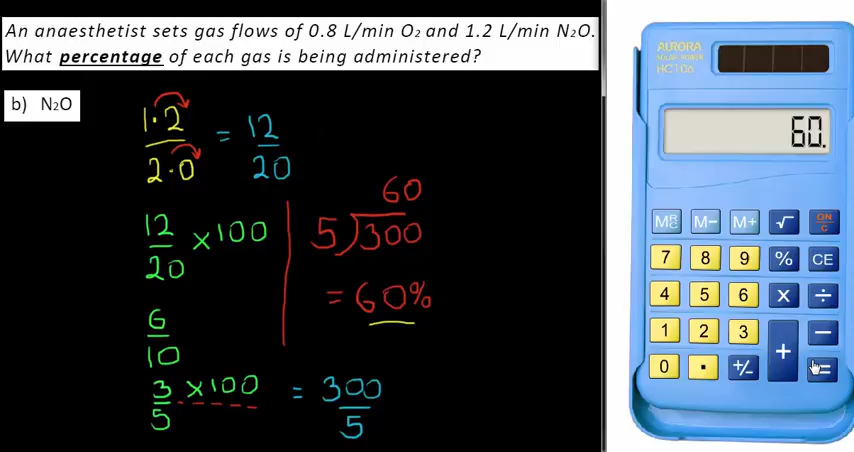 An anaesthetist sets gas flows of 0.8 L/min O₂ and 1.2 L/min N₂O.
What percentage of each gas is being administered?
b) N₂O
1.2/2.0 = 12/20
12/20 ×100
60
5)300
= 60%
6/10
3/5 ×100 = 300/5
AURORA
HC106
60.
MRC M− M+ √ ON/C
7 8 9 % CE
4 5 6 X ÷
1 2 3 + −
0 . +/− =